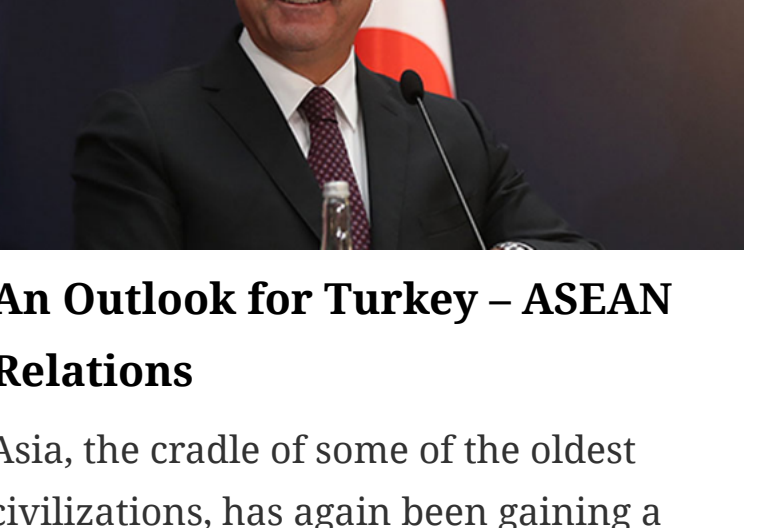 An Outlook for Turkey – ASEAN
Relations
Asia, the cradle of some of the oldest
civilizations, has again been gaining a